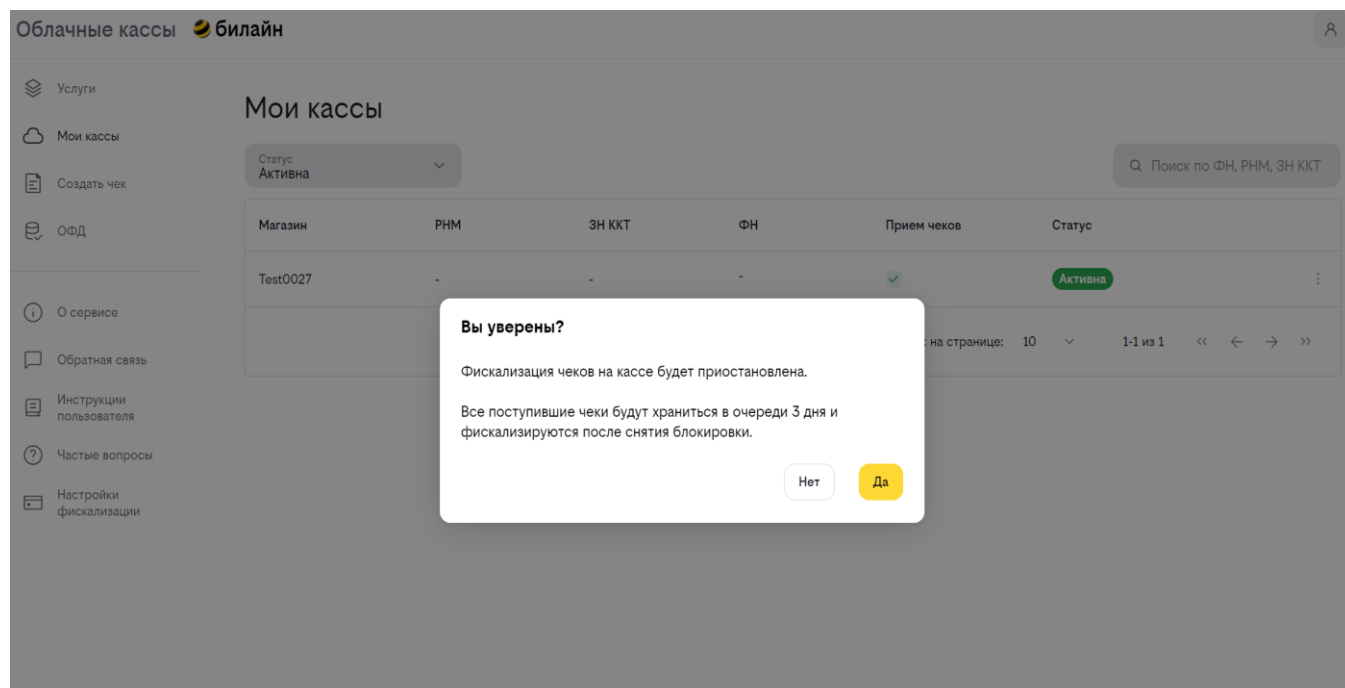 Облачные кассы билайн
Услуги
Мои кассы
Создать чек
ОФД
О сервисе
Обратная связь
Инструкции
пользователя
Частые вопросы
Настройки
фискализации
Мои кассы
Статус
Активна
Поиск по ФН, РНМ, ЗН ККТ
Магазин РНМ ЗН ККТ ФН Прием чеков Статус
Test0027 - - - Активна
на странице: 10 1-1 из 1
Вы уверены?
Фискализация чеков на кассе будет приостановлена.
Все поступившие чеки будут храниться в очереди 3 дня и
фискализируются после снятия блокировки.
Нет Да